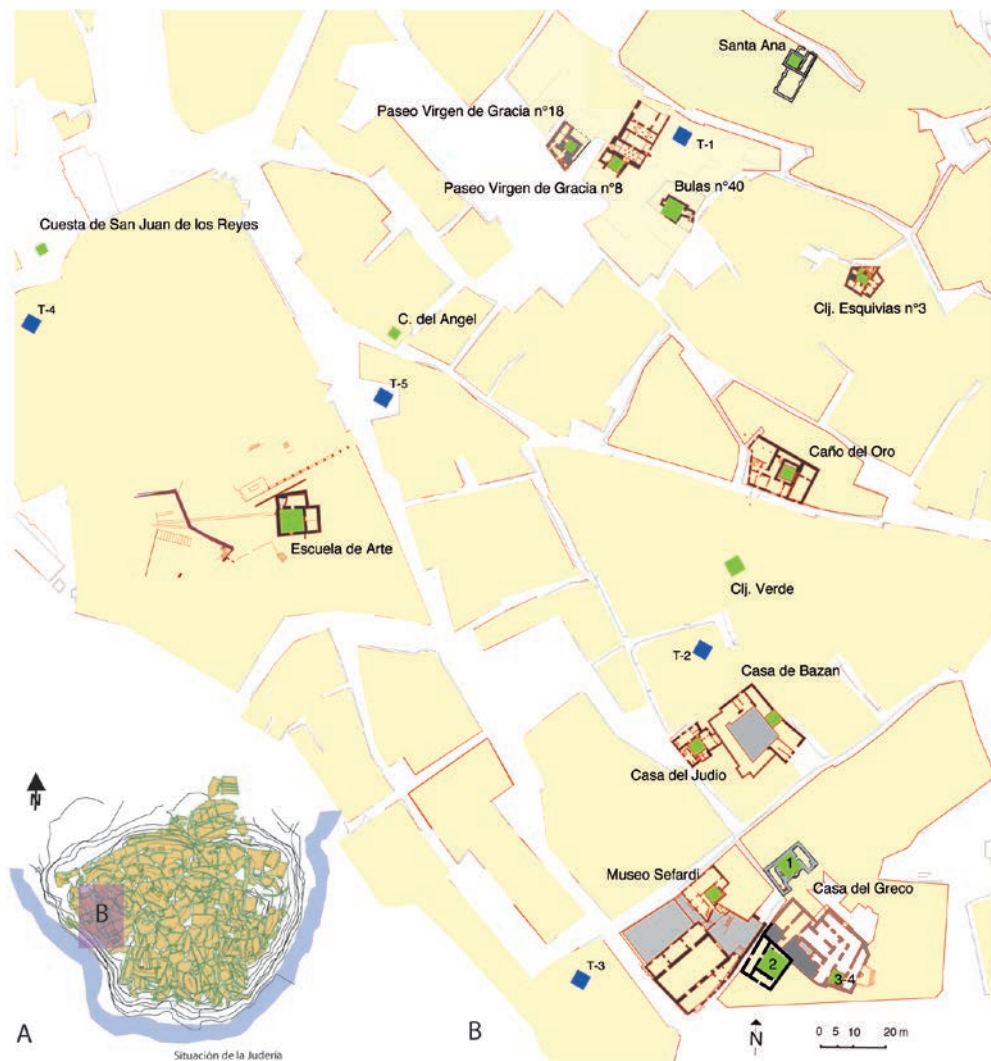 Santa Ana
Paseo Virgen de Gracia n°18
T-1
Paseo Virgen de Gracia n°8
Bulas n°40
Cuesta de San Juan de los Reyes
Clj. Esquivias n°3
T-4
C. del Angel
T-5
Caño del Oro
Escuela de Arte
Clj. Verde
T-2
Casa de Bazan
Casa del Judio
N
Museo Sefardi
1
Casa del Greco
B
2
3-4
T-3
A
B
N
0 5 10 20 m
Situación de la Judería